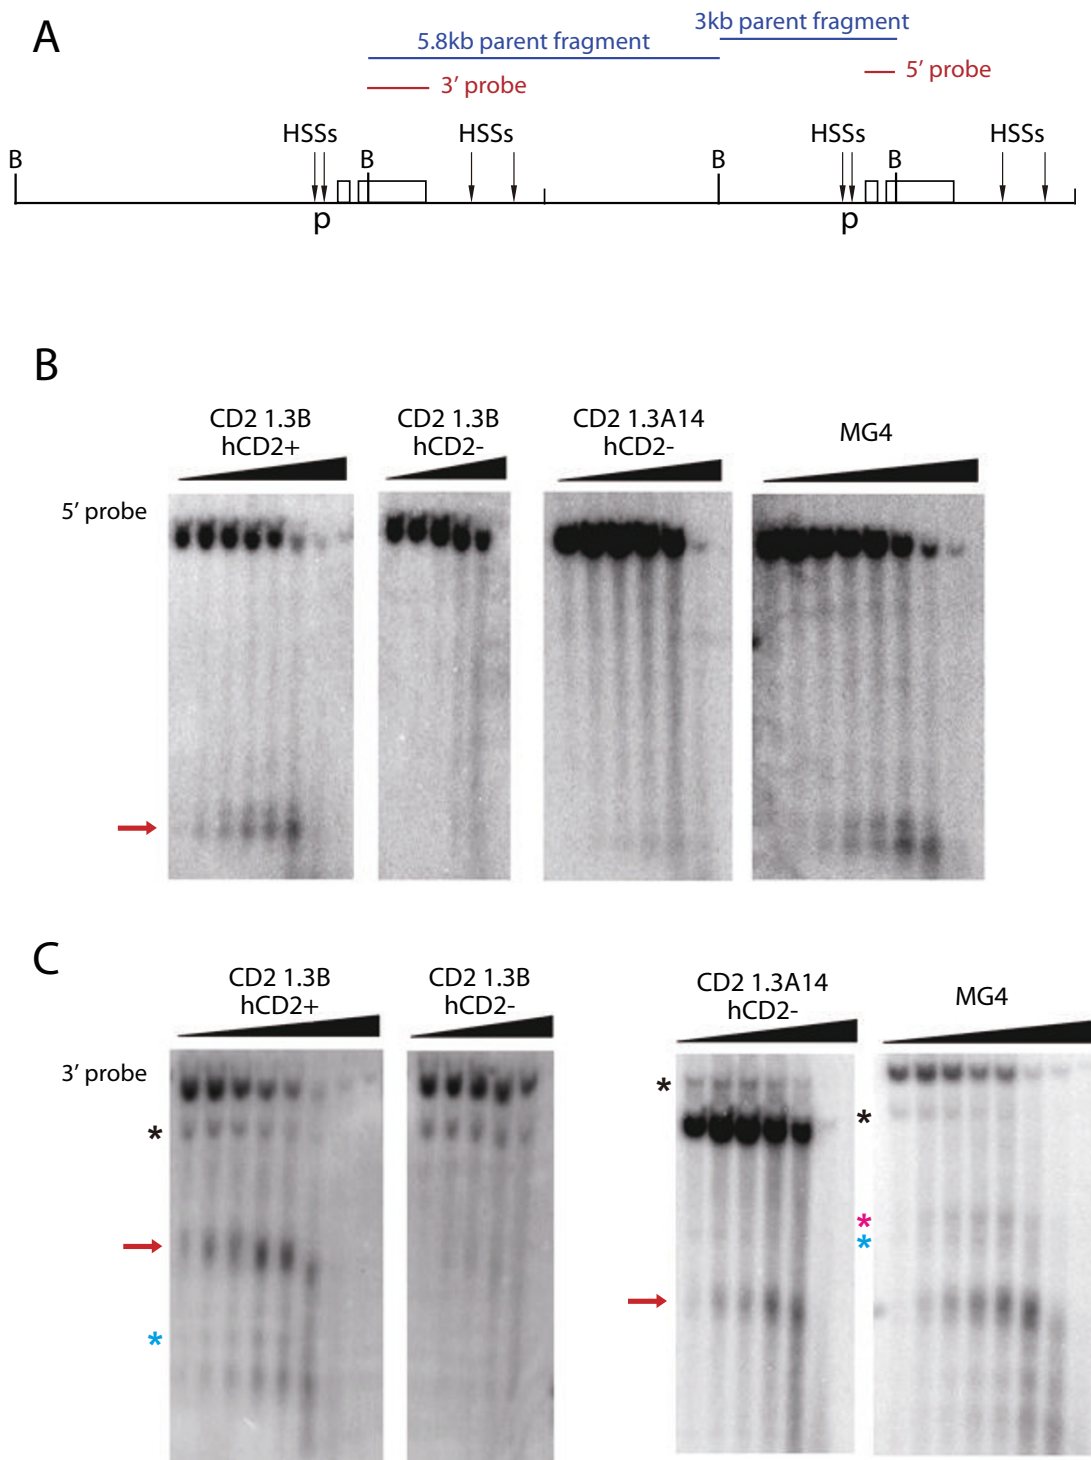 A
3kb parent fragment
5.8kb parent fragment
5’ probe
3’ probe
HSSs HSSs HSSs HSSs
B B B B
p p
B
CD2 1.3B
hCD2+
CD2 1.3B
hCD2-
CD2 1.3A14
hCD2-
MG4
5’ probe
C
CD2 1.3B
hCD2+
CD2 1.3B
hCD2-
CD2 1.3A14
hCD2-
MG4
3’ probe
*
*
*
*
*
*